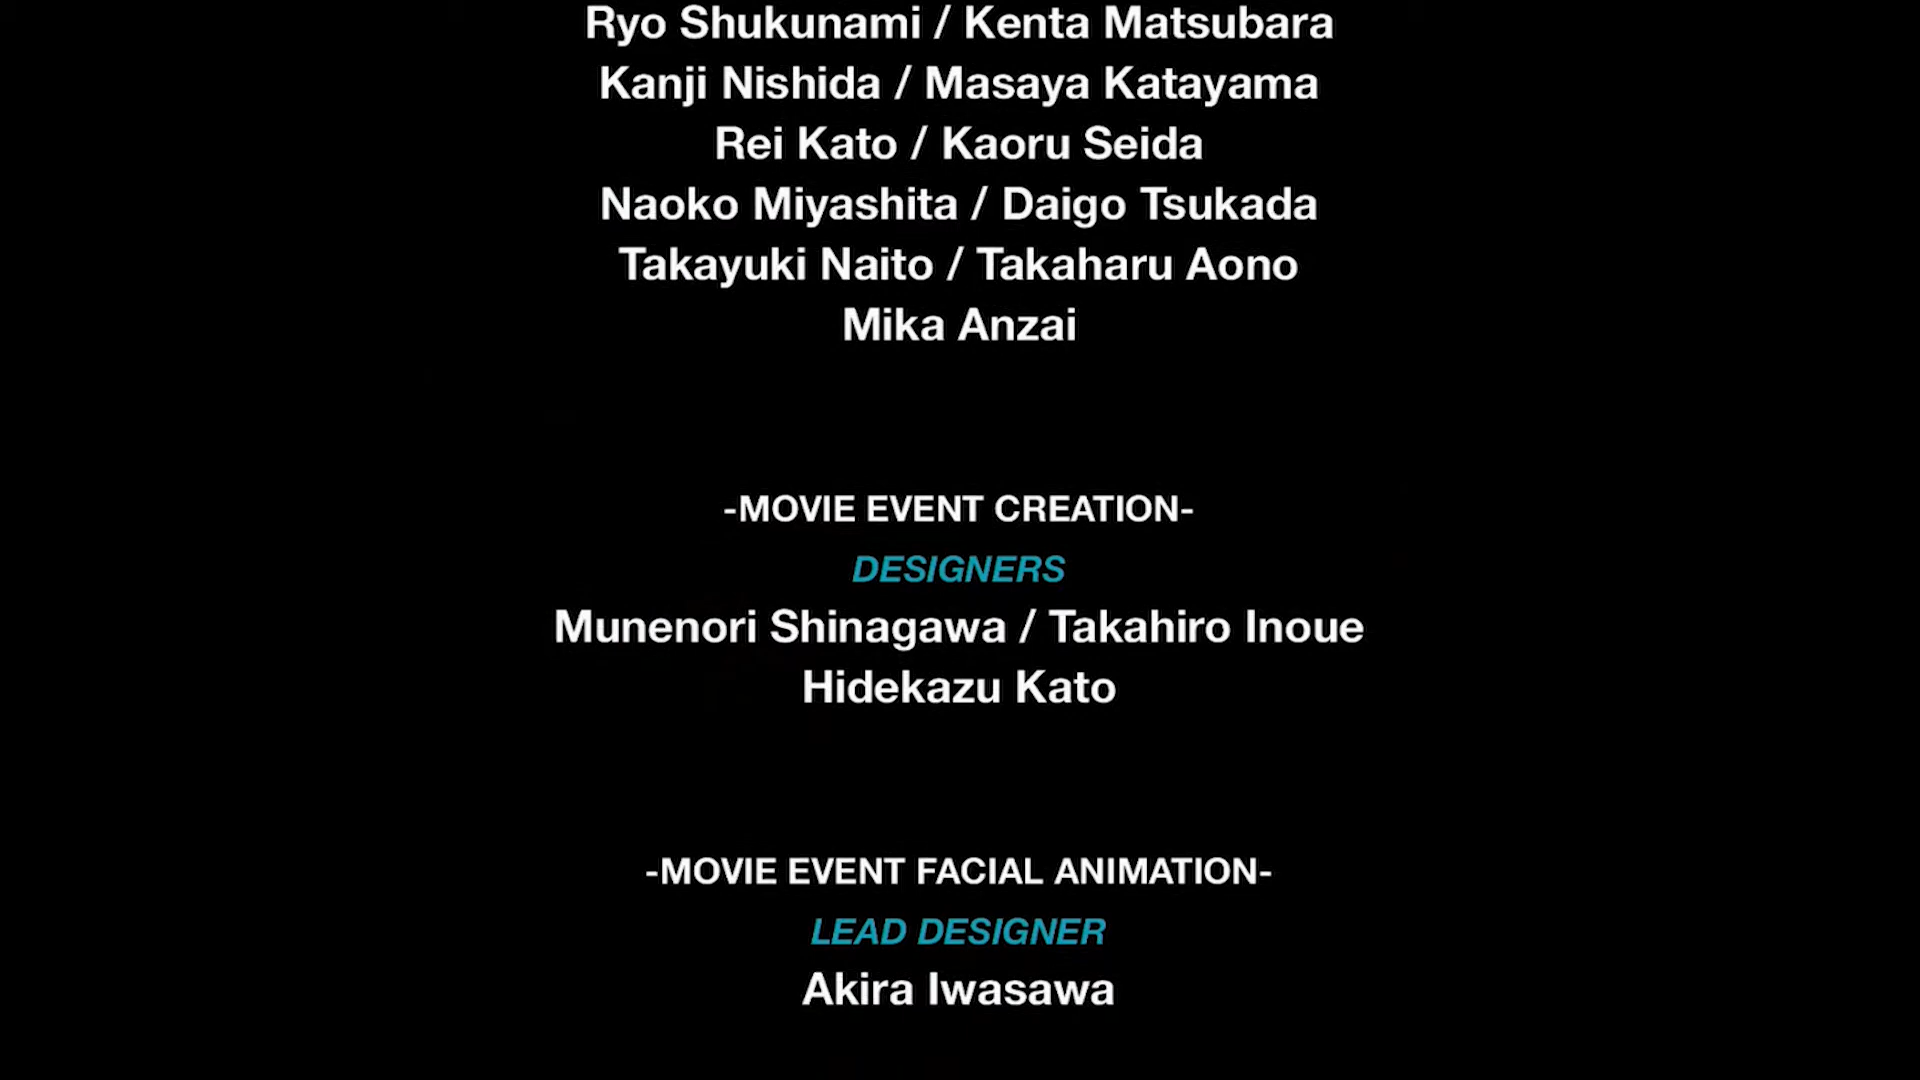 Ryo Shukunami / Kenta Matsubara
Kanji Nishida / Masaya Katayama
Rei Kato / Kaoru Seida
Naoko Miyashita / Daigo Tsukada
Takayuki Naito / Takaharu Aono
Mika Anzai
-MOVIE EVENT CREATION-
DESIGNERS
Munenori Shinagawa / Takahiro Inoue
Hidekazu Kato
-MOVIE EVENT FACIAL ANIMATION-
LEAD DESIGNER
Akira Iwasawa